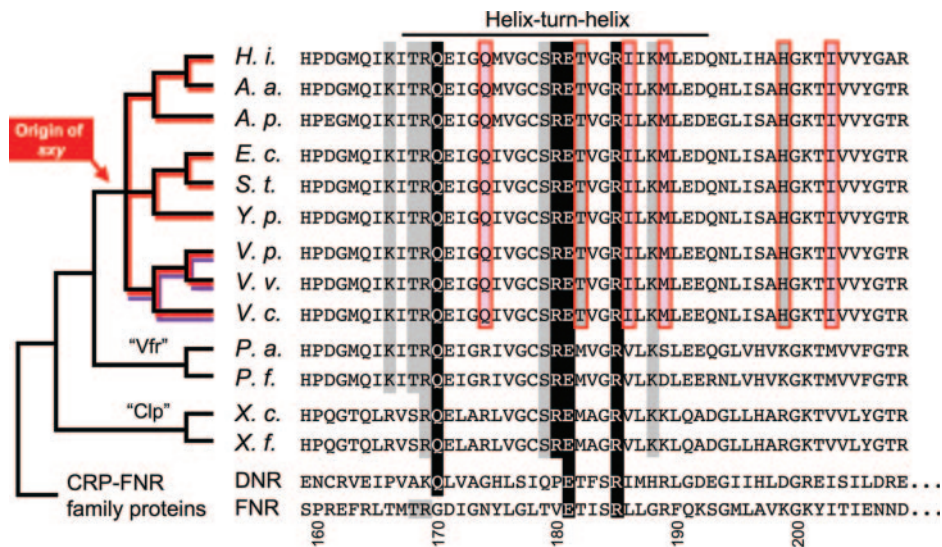 Helix-turn-helix
Origin of sxy
H. i. HPDGMQIKITRQEIGQMVGCSRETVGRIIKMLEDQNLIHAHGKTIVVYGAR
A. a. HPDGMQIKITRQEIGQMVGCSRETVGRILKMLEDQHLISAHGKTIVVYGTR
A. p. HPEGMQIKITRQEIGQMVGCSRETVGRILKMLEDEGLISAHGKTIVVYGTR
E. c. HPDGMQIKITRQEIGQIVGCSRETVGRILKMLEDQNLISAHGKTIVVYGTR
S. t. HPDGMQIKITRQEIGQIVGCSRETVGRILKMLEDQNLISAHGKTIVVYGTR
Y. p. HPDGMQIKITRQEIGQIVGCSRETVGRILKMLEDQNLISAHGKTIVVYGTR
V. p. HPDGMQIKITRQEIGQIVGCSRETVGRILKMLEEQNLISAHGKTIVVYGTR
V. v. HPDGMQIKITRQEIGQIVGCSRETVGRILKMLEEQNLISAHGKTIVVYGTR
V. c. HPDGMQIKITRQEIGQIVGCSRETVGRILKMLEEQNLISAHGKTIVVYGTR
"Vfr"
P. a. HPDGMQIKITRQEIGRIVGCSREMVGRVLKSLEEQGLVHVKGKTMVVFGTR
P. f. HPDGMQIKITRQEIGRIVGCSREMVGRVLKDLEERNLVHVKGKTMVVFGTR
"Clp"
X. c. HPQGTQLRVSRQELARLVGCSREMAGRVLKKLQADGLLHARGKTVVLYGTR
X. f. HPQGTQLRVSRQELARLVGCSREMAGRVLKKLQADGLLHARGKTVVLYGTR
CRP-FNR family proteins
DNR ENCRVEIPVAKQLVAGHLSIQPETFSRIMHRLGDEGIIHLDGREISILDRE...
FNR SPREFRLTMTRGDIGNYLGLTVETISRLLGRFQKSGMLAVKGKYITIENND...
160 170 180 190 200